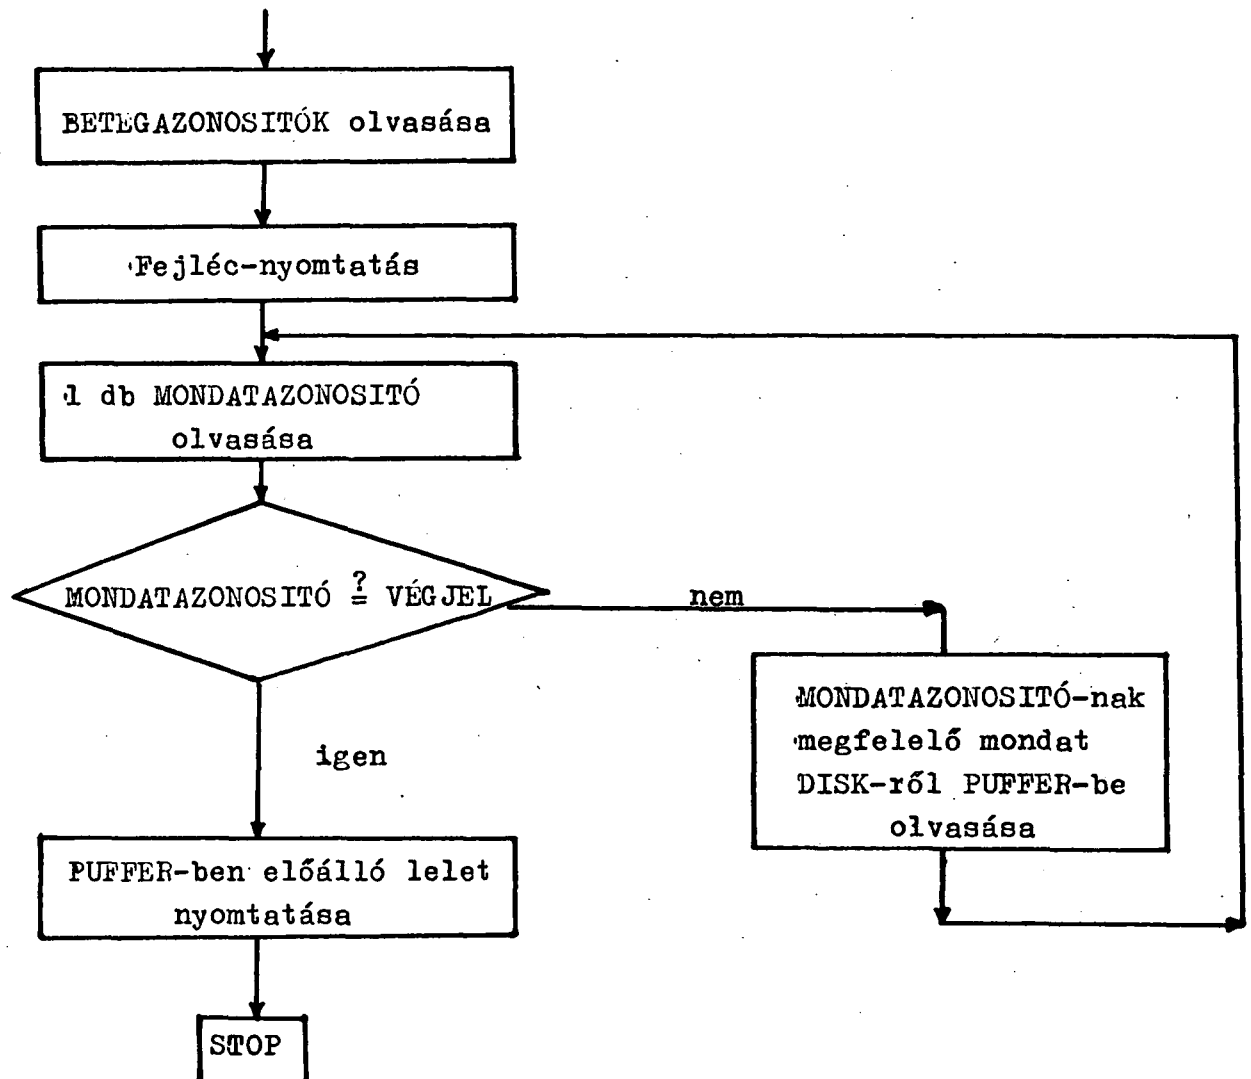 BETEGAZONOSITÓK olvasása
Fejléc-nyomtatás
1 db MONDATAZONOSITÓ
olvasása
MONDATAZONOSITÓ ≟ VÉGJEL
nem
MONDATAZONOSITÓ-nak
megfelelő mondat
DISK-ről PUFFER-be
olvasása
igen
PUFFER-ben előálló lelet
nyomtatása
STOP